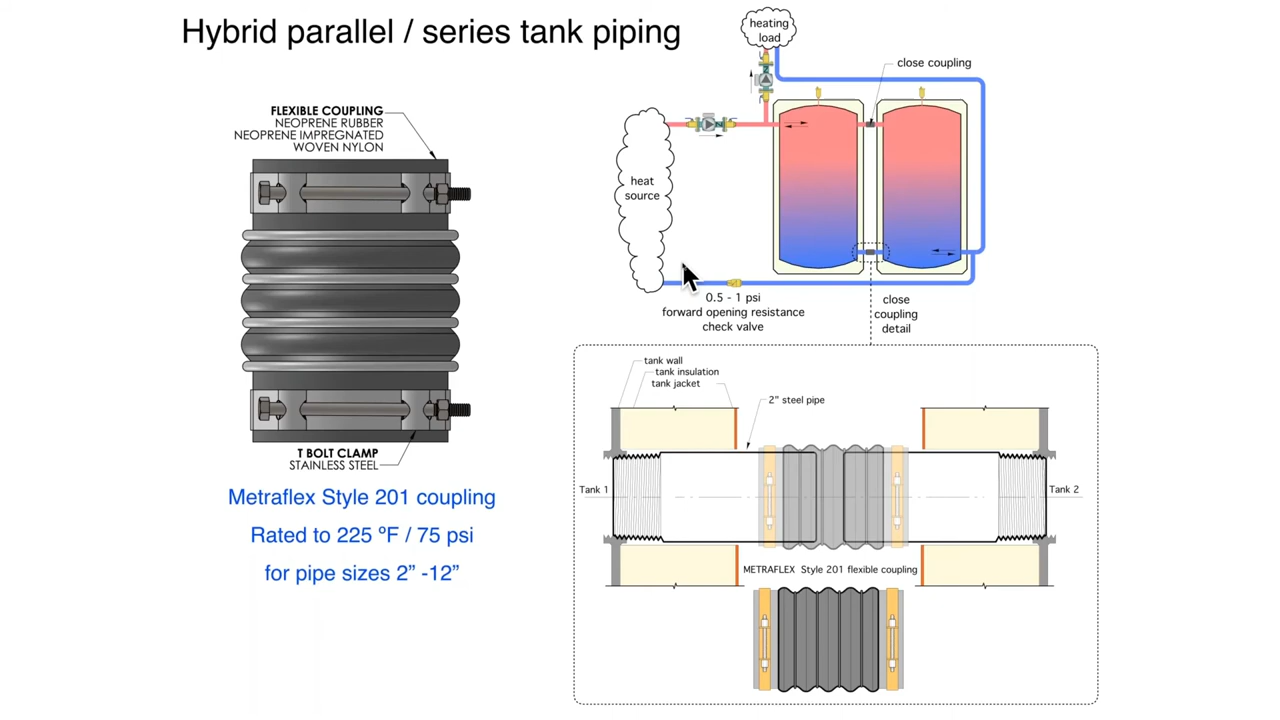 Hybrid parallel / series tank piping
FLEXIBLE COUPLING
NEOPRENE RUBBER
NEOPRENE IMPREGNATED
WOVEN NYLON
T BOLT CLAMP
STAINLESS STEEL
Metraflex Style 201 coupling
Rated to 225 ºF / 75 psi
for pipe sizes 2” -12”
heating
load
close coupling
heat
source
0.5 - 1 psi
forward opening resistance
check valve
close
coupling
detail
tank wall
tank insulation
tank jacket
2" steel pipe
Tank 1
Tank 2
METRAFLEX Style 201 flexible coupling